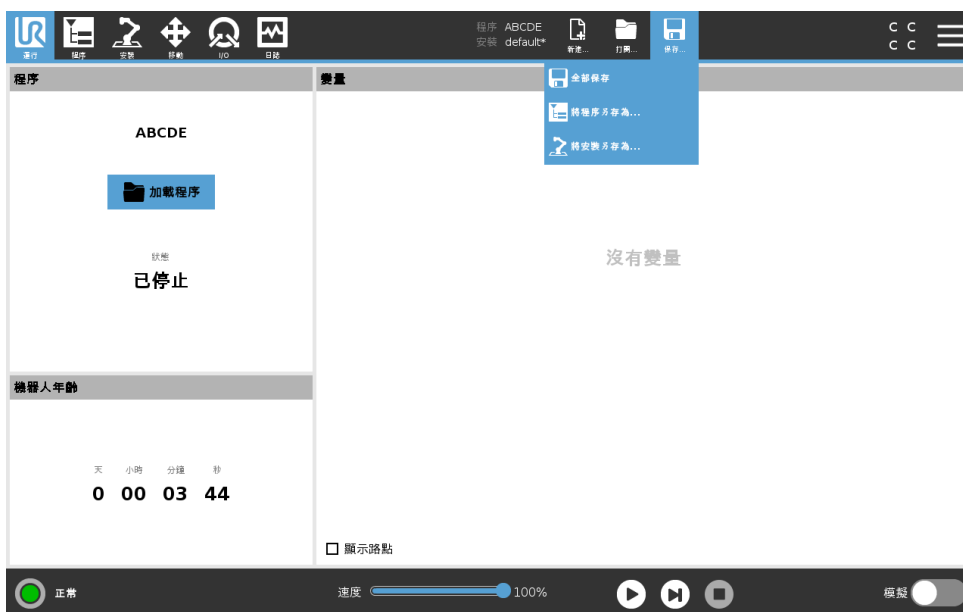 UR
運行 程序 安裝 移動 I/O 日誌
程序 ABCDE
安裝 default*
新建... 打開... 保存...
C C
C C
全部保存
將程序另存為...
將安裝另存為...
程序
ABCDE
加載程序
狀態
已停止
機器人年齡
天 小時 分鐘 秒
0 00 03 44
變量
沒有變量
顯示路點
正常
速度 100%
模擬